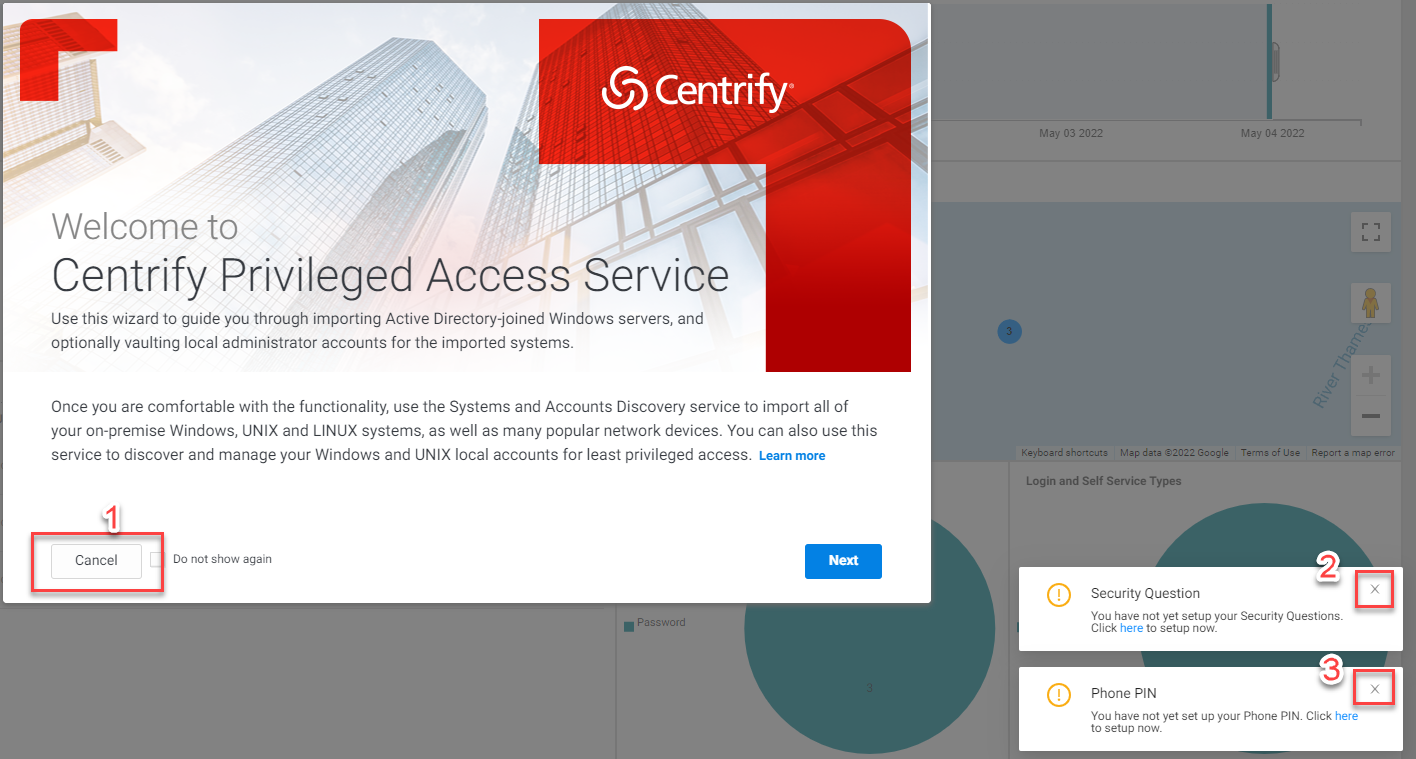 Centrify
Welcome to
Centrify Privileged Access Service
Use this wizard to guide you through importing Active Directory-joined Windows servers, and
optionally vaulting local administrator accounts for the imported systems.
Once you are comfortable with the functionality, use the Systems and Accounts Discovery service to import all of
your on-premise Windows, UNIX and LINUX systems, as well as many popular network devices. You can also use this
service to discover and manage your Windows and UNIX local accounts for least privileged access. Learn more
1
Cancel
Do not show again
Next
May 03 2022
May 04 2022
3
River Thames
Keyboard shortcuts
Map data ©2022 Google
Terms of Use
Report a map error
Login and Self Service Types
Password
3
2
Security Question
You have not yet setup your Security Questions.
Click here to setup now.
3
Phone PIN
You have not yet set up your Phone PIN. Click here
to setup now.